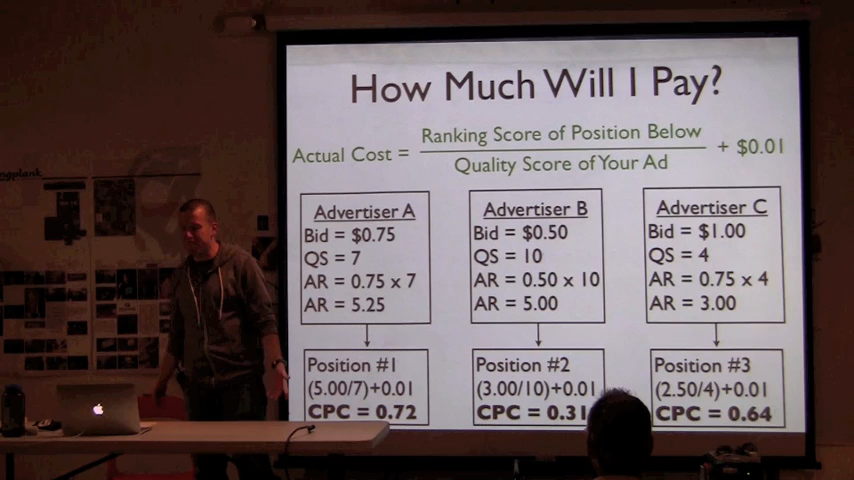 How Much Will I Pay?
Actual Cost = Ranking Score of Position Below / Quality Score of Your Ad + $0.01
Advertiser A
Bid = $0.75
QS = 7
AR = 0.75 x 7
AR = 5.25
Position #1
(5.00/7)+0.01
CPC = 0.72
Advertiser B
Bid = $0.50
QS = 10
AR = 0.50 x 10
AR = 5.00
Position #2
(3.00/10)+0.01
CPC = 0.31
Advertiser C
Bid = $1.00
QS = 4
AR = 0.75 x 4
AR = 3.00
Position #3
(2.50/4)+0.01
CPC = 0.64
ngplank